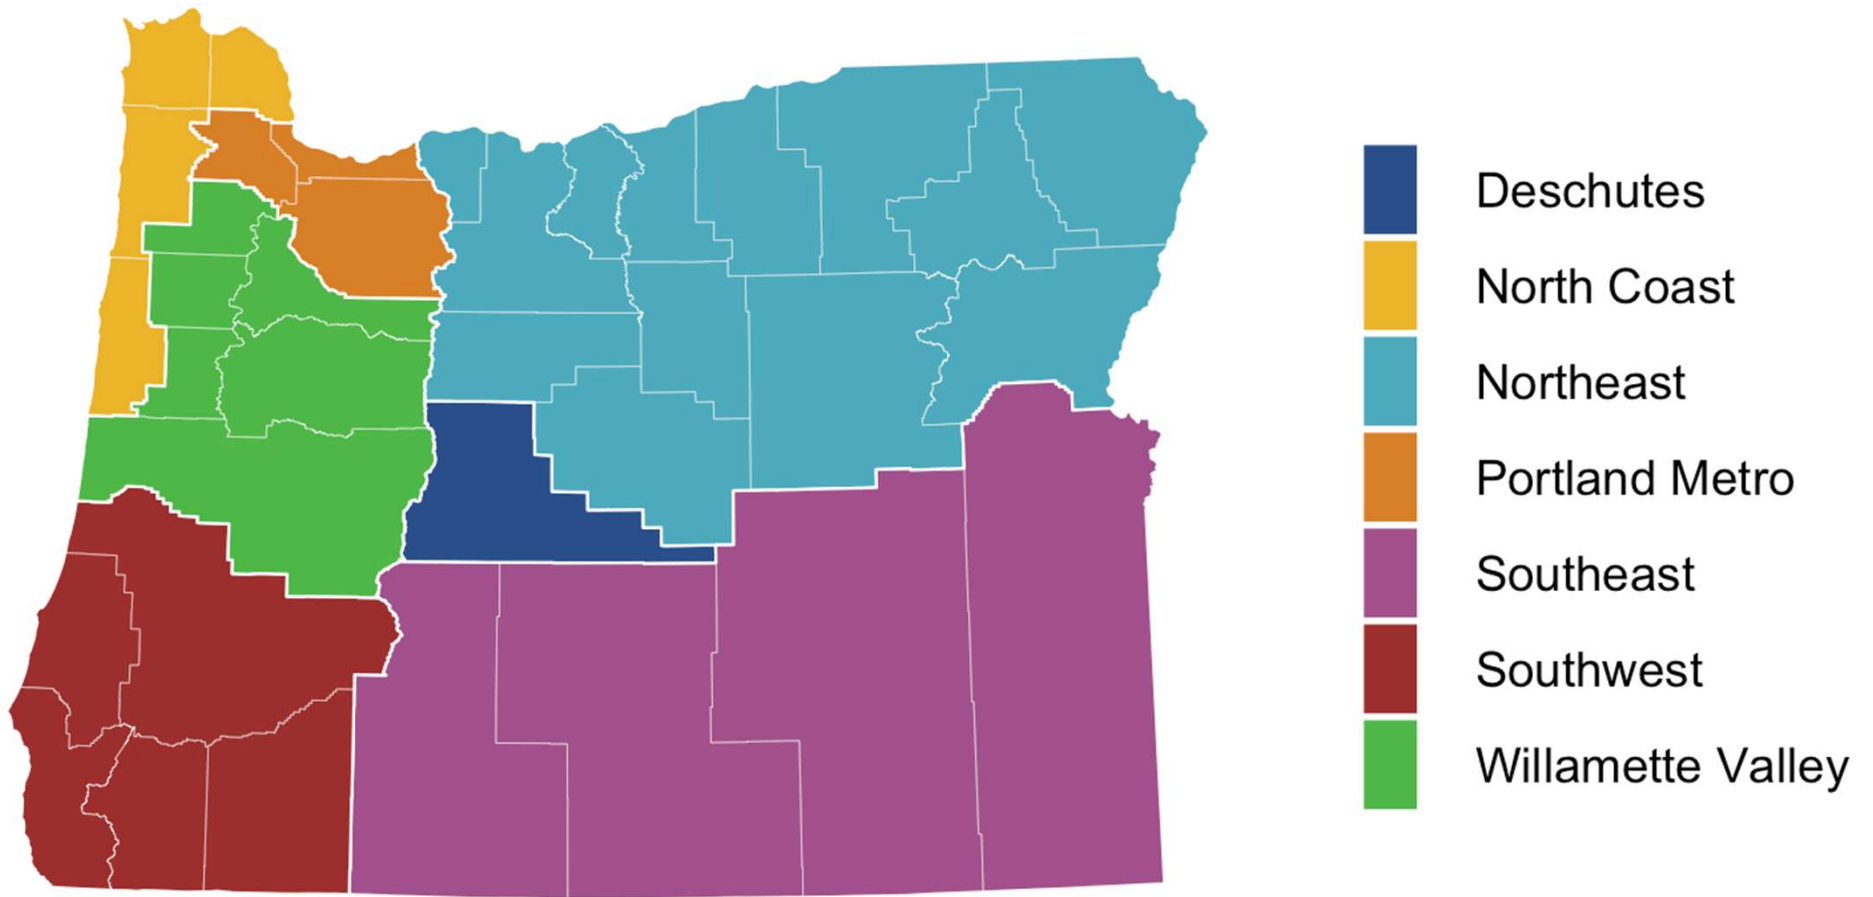 Deschutes
North Coast
Northeast
Portland Metro
Southeast
Southwest
Willamette Valley